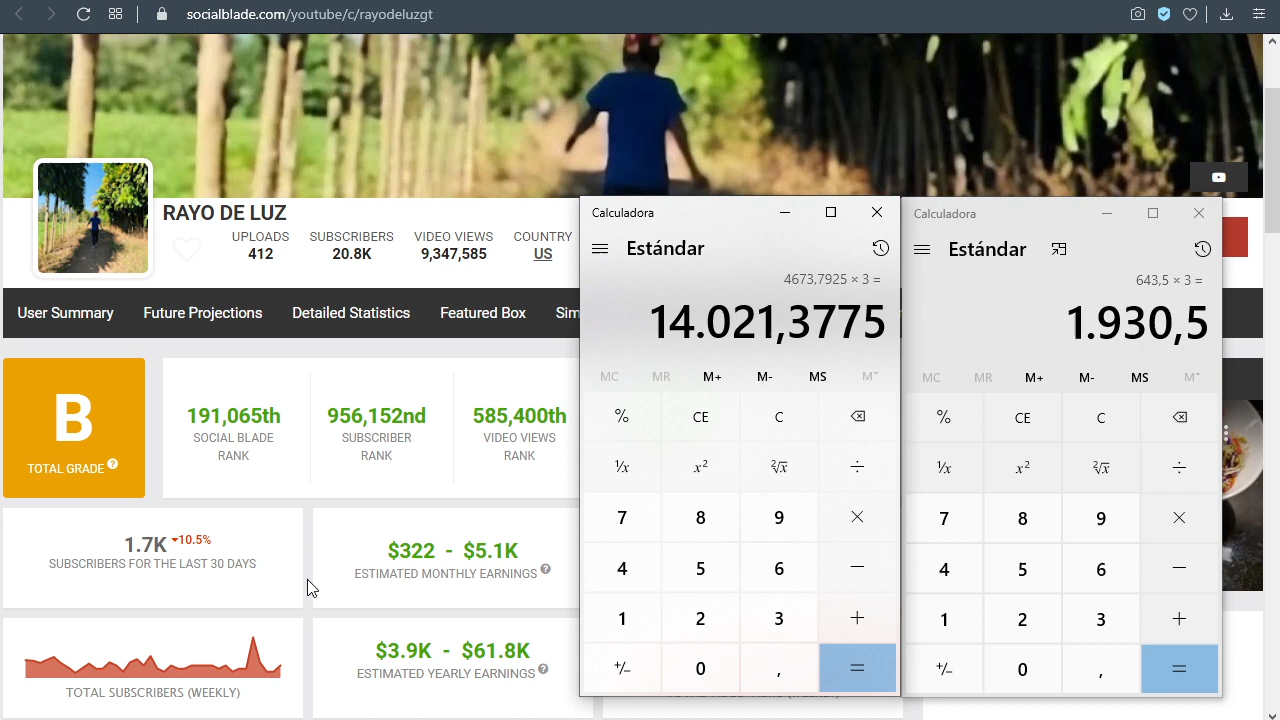 socialblade.com/youtube/c/rayodeluzgt
RAYO DE LUZ
UPLOADS
412
SUBSCRIBERS
20.8K
VIDEO VIEWS
9,347,585
COUNTRY
US
User Summary
Future Projections
Detailed Statistics
Featured Box
Sim
B
TOTAL GRADE
191,065th
SOCIAL BLADE
RANK
956,152nd
SUBSCRIBER
RANK
585,400th
VIDEO VIEWS
RANK
1.7K 10.5%
SUBSCRIBERS FOR THE LAST 30 DAYS
$322 - $5.1K
ESTIMATED MONTHLY EARNINGS
TOTAL SUBSCRIBERS (WEEKLY)
$3.9K - $61.8K
ESTIMATED YEARLY EARNINGS
Calculadora
Estándar
4673,7925 × 3 =
14.021,3775
MC MR M+ M- MS M˅
% CE C
¹/x x² ²√x ÷
7 8 9 ×
4 5 6 −
1 2 3 +
+/− 0 , =
Calculadora
Estándar
643,5 × 3 =
1.930,5
MC MR M+ M- MS M˅
% CE C
¹/x x² ²√x ÷
7 8 9 ×
4 5 6 −
1 2 3 +
+/− 0 , =